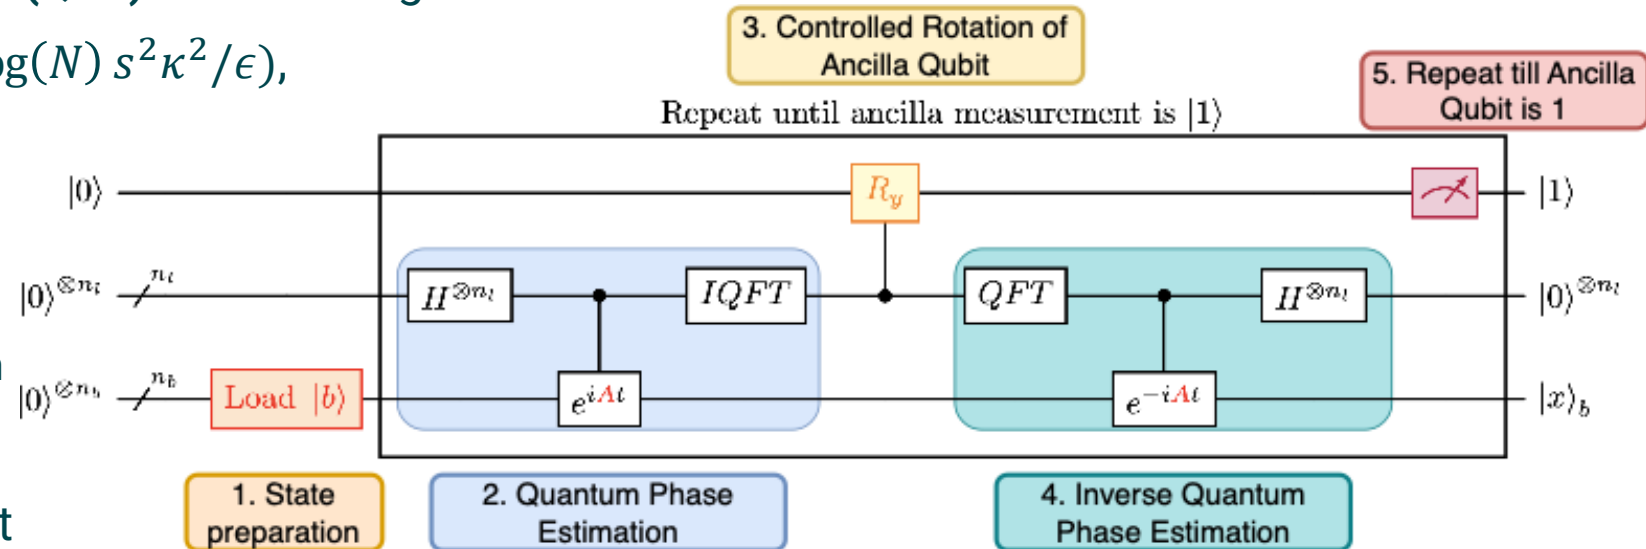 og(N) s²κ²/ϵ),
3. Controlled Rotation of
Ancilla Qubit
5. Repeat till Ancilla
Qubit is 1
Repeat until ancilla measurement is |1⟩
|0⟩
R_y
|1⟩
|0⟩^{⊗n_l}
n_l
H^{⊗n_l}
IQFT
QFT
H^{⊗n_l}
|0⟩^{⊗n_l}
|0⟩^{⊗n_b}
n_b
Load |b⟩
e^{iAt}
e^{-iAt}
|x⟩_b
1. State
preparation
2. Quantum Phase
Estimation
4. Inverse Quantum
Phase Estimation
t